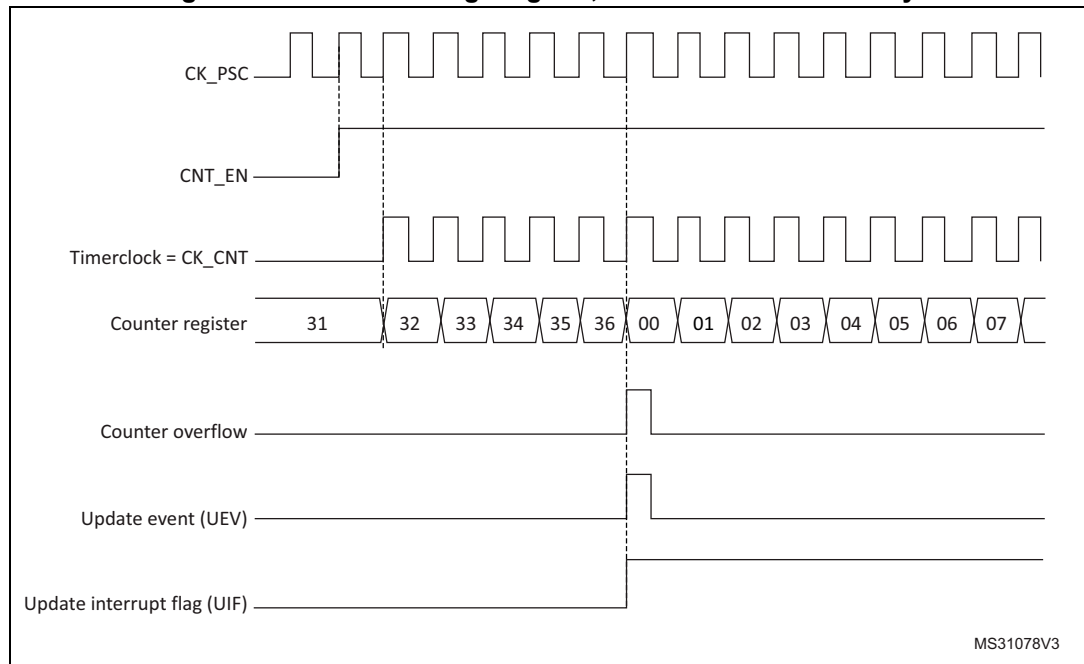 CK_PSC
CNT_EN
Timerclock = CK_CNT
Counter register 31 32 33 34 35 36 00 01 02 03 04 05 06 07
Counter overflow
Update event (UEV)
Update interrupt flag (UIF)
MS31078V3